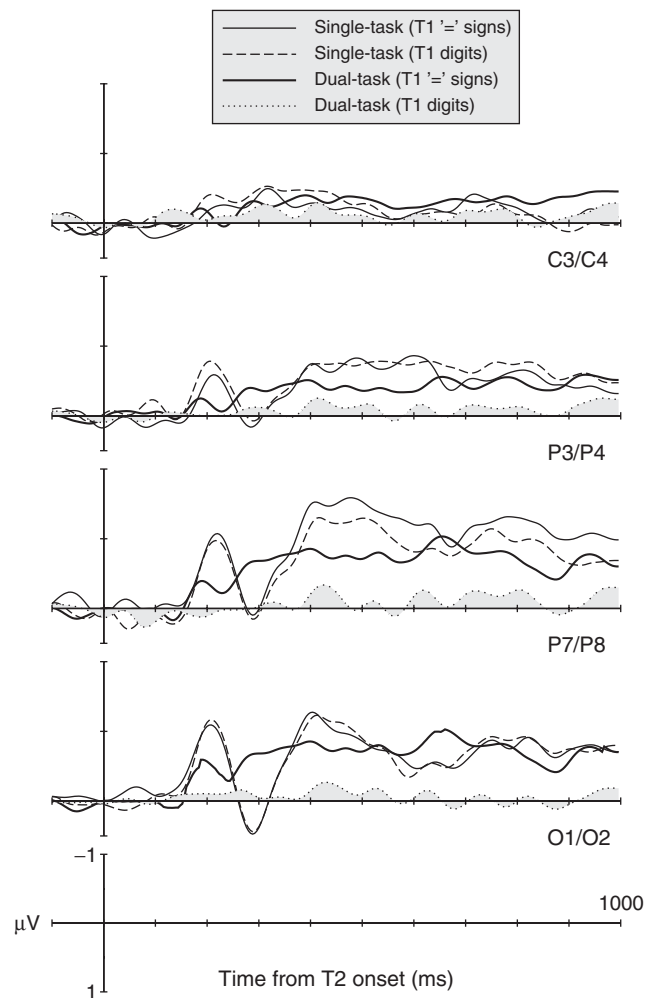 Single-task (T1 '=' signs)
Single-task (T1 digits)
Dual-task (T1 '=' signs)
Dual-task (T1 digits)
C3/C4
P3/P4
P7/P8
O1/O2
−1
1000
μV
Time from T2 onset (ms)
1